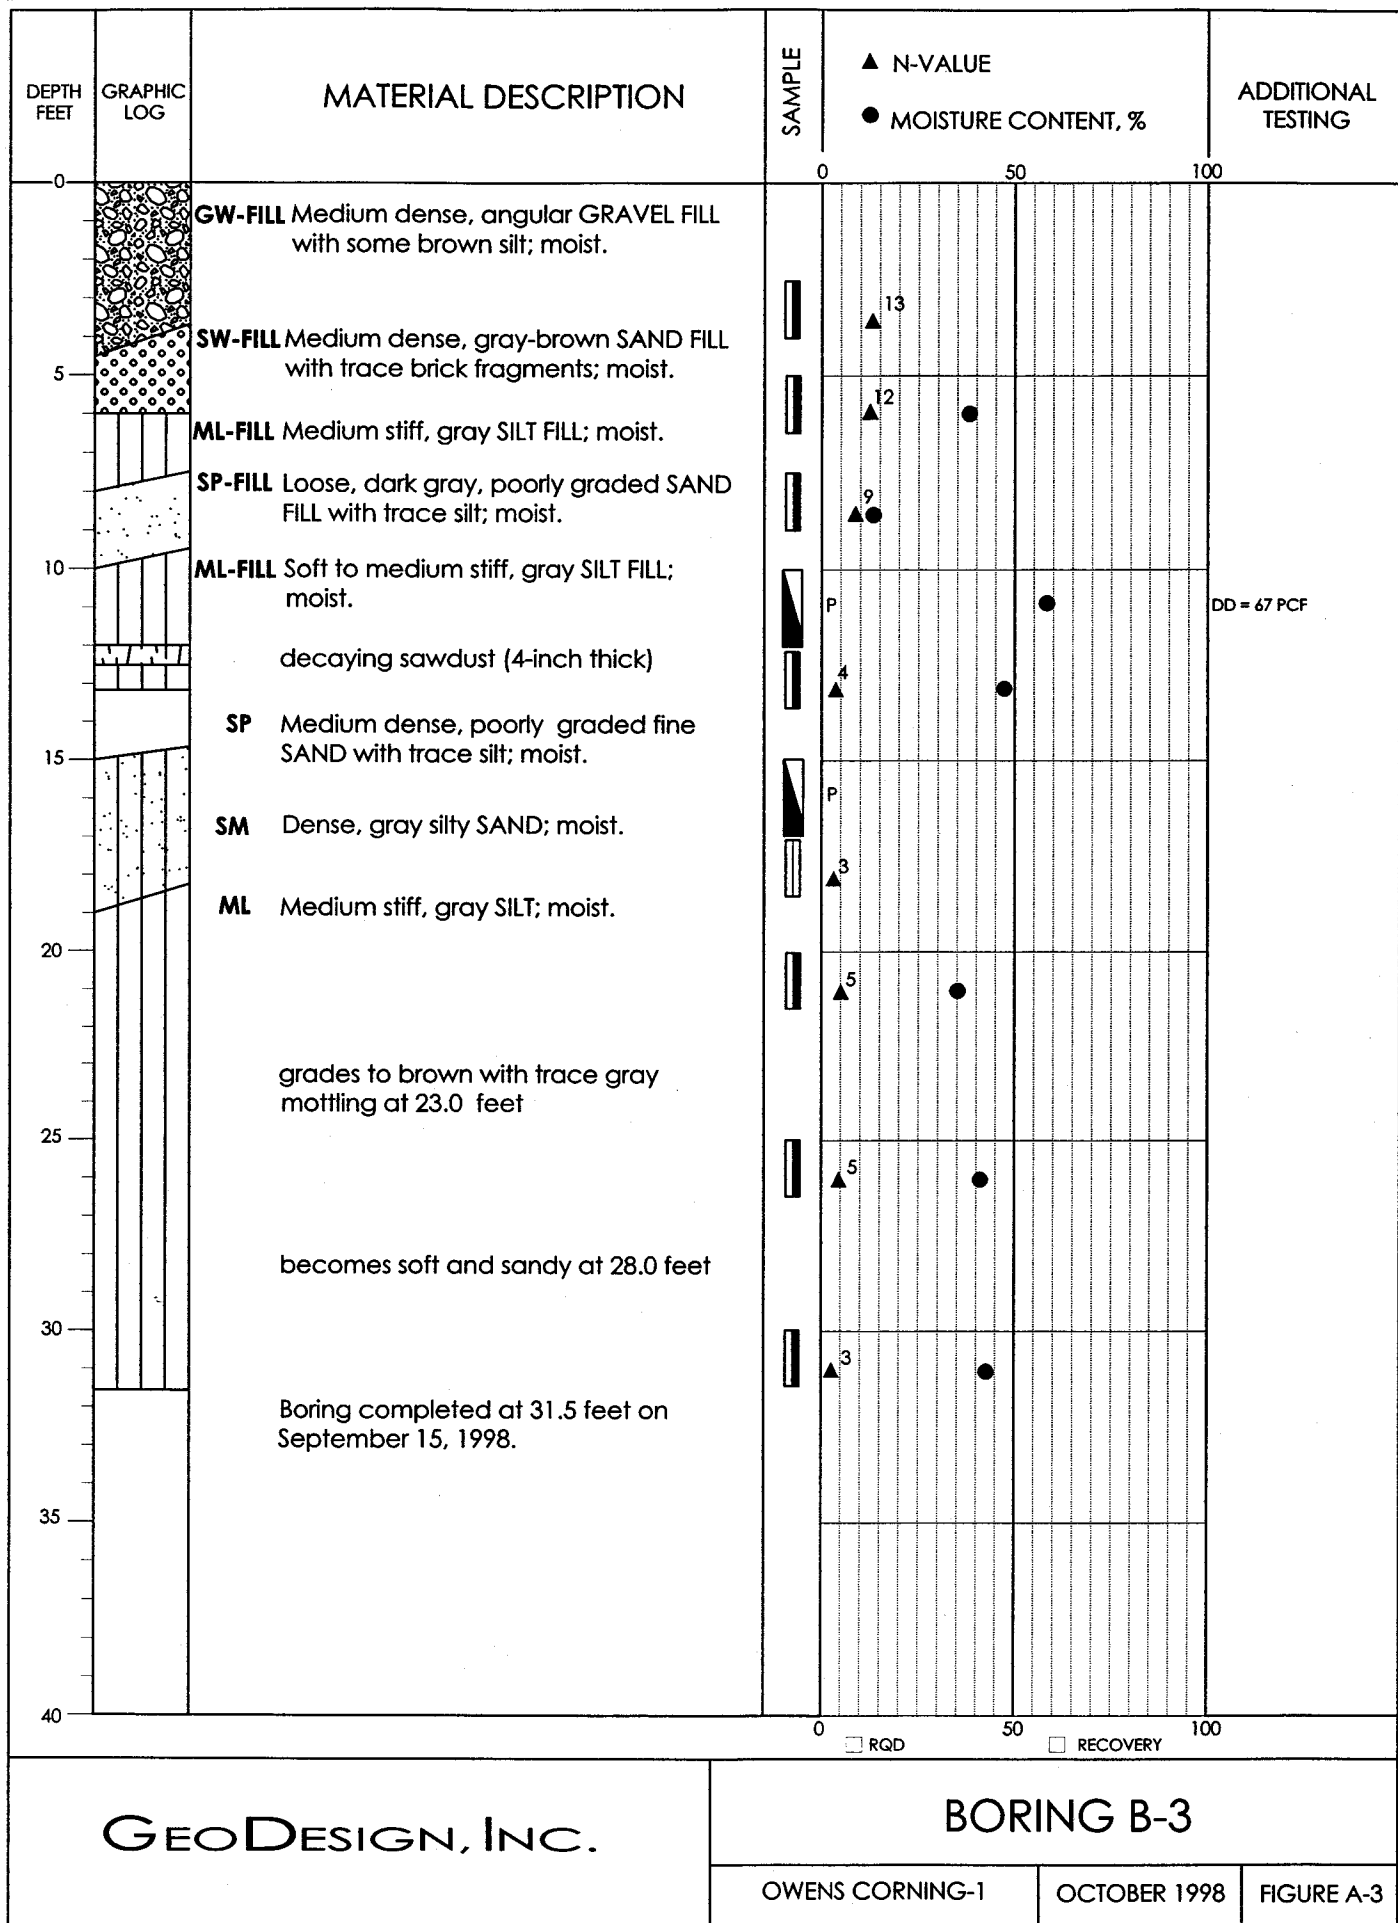 DEPTH
FEET
GRAPHIC
LOG
MATERIAL DESCRIPTION
SAMPLE
▲ N-VALUE
● MOISTURE CONTENT, %
ADDITIONAL
TESTING
0 50 100
0
GW-FILL Medium dense, angular GRAVEL FILL
with some brown silt; moist.
13
SW-FILL Medium dense, gray-brown SAND FILL
with trace brick fragments; moist.
5
12
ML-FILL Medium stiff, gray SILT FILL; moist.
SP-FILL Loose, dark gray, poorly graded SAND
FILL with trace silt; moist.
9
10
ML-FILL Soft to medium stiff, gray SILT FILL;
moist.
P
DD = 67 PCF
decaying sawdust (4-inch thick)
4
SP Medium dense, poorly graded fine
SAND with trace silt; moist.
15
P
SM Dense, gray silty SAND; moist.
3
ML Medium stiff, gray SILT; moist.
20
5
grades to brown with trace gray
mottling at 23.0 feet
25
5
becomes soft and sandy at 28.0 feet
30
3
Boring completed at 31.5 feet on
September 15, 1998.
35
40
0 50 100
RQD RECOVERY
GEODESIGN, INC.
BORING B-3
OWENS CORNING-1
OCTOBER 1998
FIGURE A-3